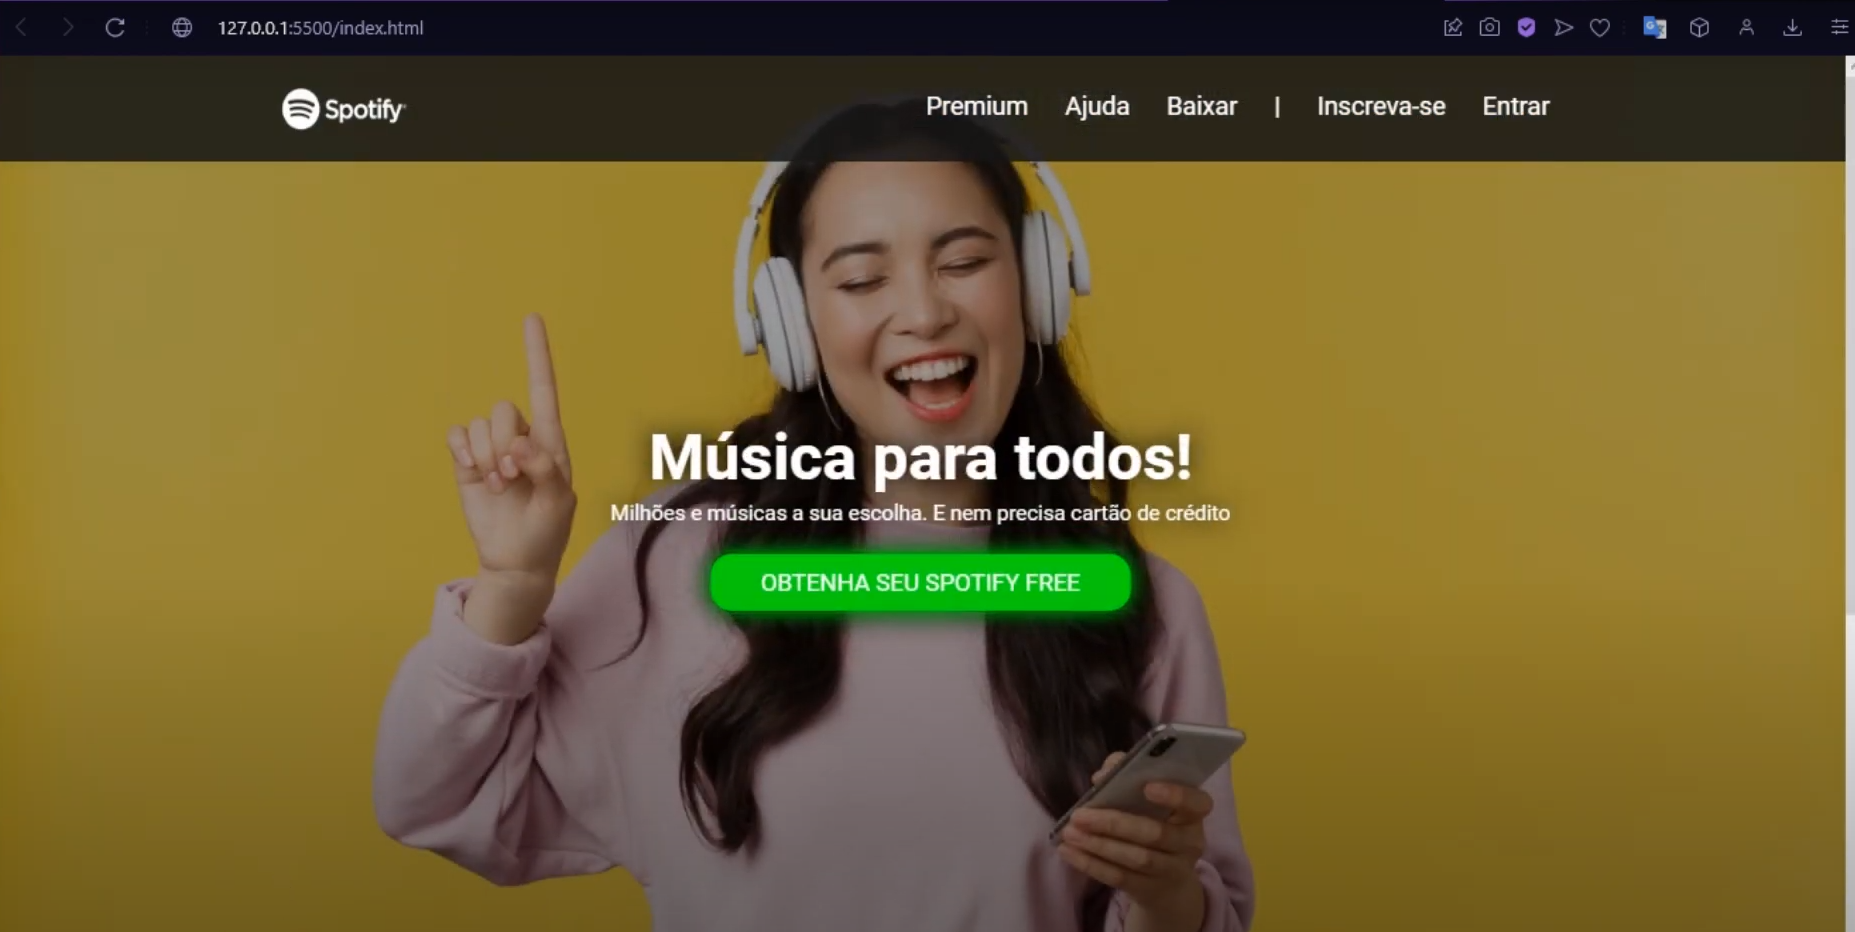 127.0.0.1:5500/index.html
Spotify
Premium Ajuda Baixar | Inscreva-se Entrar
Música para todos!
Milhões e músicas a sua escolha. E nem precisa cartão de crédito
OBTENHA SEU SPOTIFY FREE